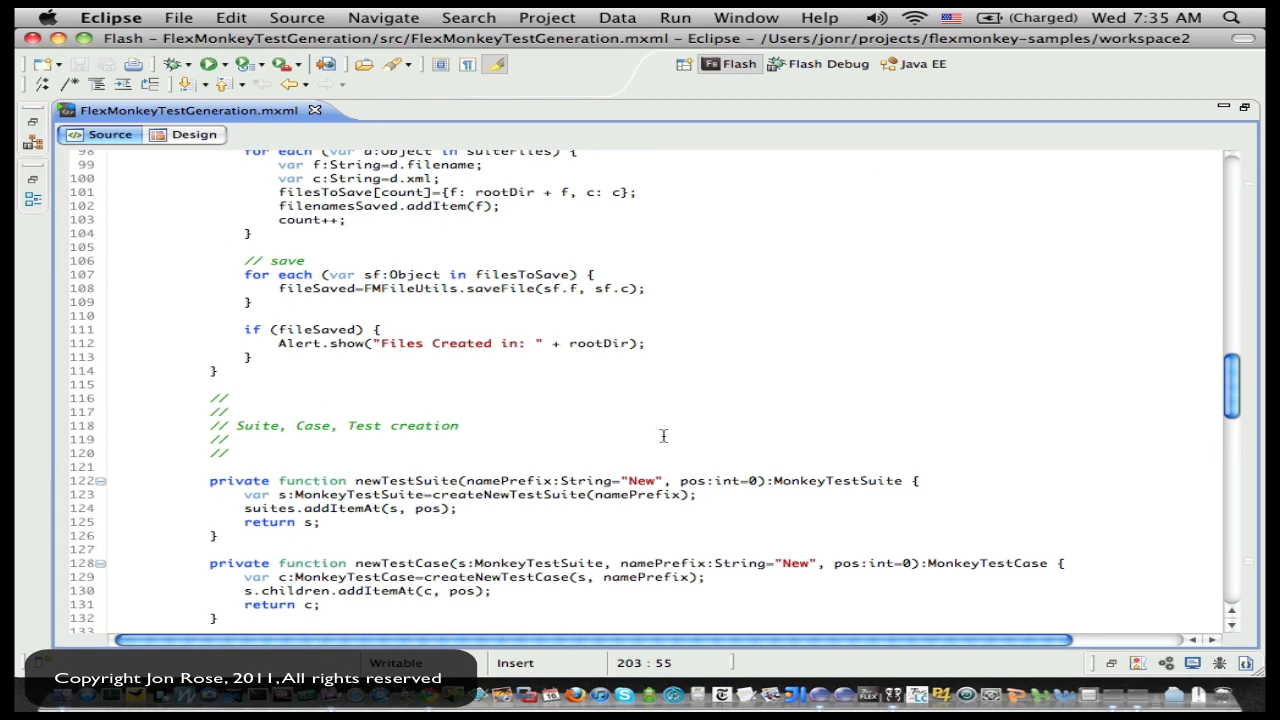 Eclipse File Edit Source Navigate Search Project Data Run Window Help (Charged) Wed 7:35 AM
Flash - FlexMonkeyTestGeneration/src/FlexMonkeyTestGeneration.mxml - Eclipse - /Users/jonr/projects/flexmonkey-samples/workspace2
Flash Flash Debug Java EE
FlexMonkeyTestGeneration.mxml
Source Design
98 for each (var d:Object in suiteFiles) {
99 var f:String=d.filename;
100 var c:String=d.xml;
101 filesToSave[count]={f: rootDir + f, c: c};
102 filenamesSaved.addItem(f);
103 count++;
104 }
105
106 // save
107 for each (var sf:Object in filesToSave) {
108 fileSaved=FMFileUtils.saveFile(sf.f, sf.c);
109 }
110
111 if (fileSaved) {
112 Alert.show("Files Created in: " + rootDir);
113 }
114 }
115
116 //
117 //
118 // Suite, Case, Test creation
119 //
120 //
121
122 private function newTestSuite(namePrefix:String="New", pos:int=0):MonkeyTestSuite {
123 var s:MonkeyTestSuite=createNewTestSuite(namePrefix);
124 suites.addItemAt(s, pos);
125 return s;
126 }
127
128 private function newTestCase(s:MonkeyTestSuite, namePrefix:String="New", pos:int=0):MonkeyTestCase {
129 var c:MonkeyTestCase=createNewTestCase(s, namePrefix);
130 s.children.addItemAt(c, pos);
131 return c;
132 }
133
Writable Insert 203 : 55
Copyright Jon Rose, 2011, All rights reserved